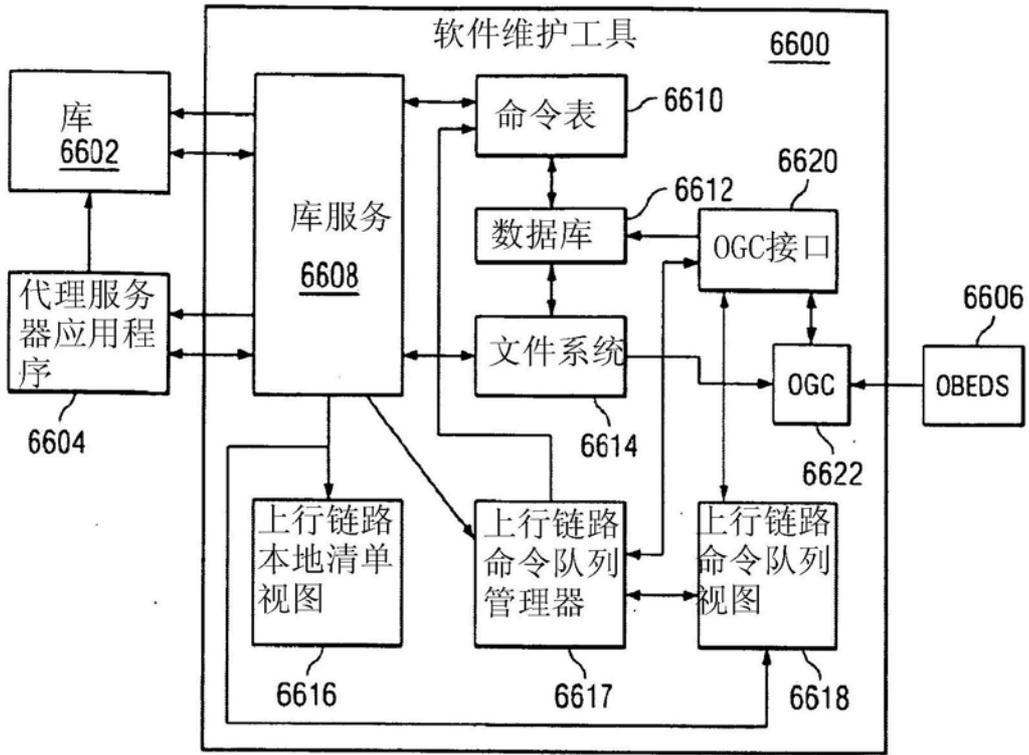 软件维护工具
6600
库
6602
代理服务
器应用程
序
6604
库服务
6608
命令表
6610
数据库
6612
文件系统
6614
OGC接口
6620
OGC
6622
OBEDS
6606
上行链路
本地清单
视图
6616
上行链路
命令队列
管理器
6617
上行链路
命令队列
视图
6618